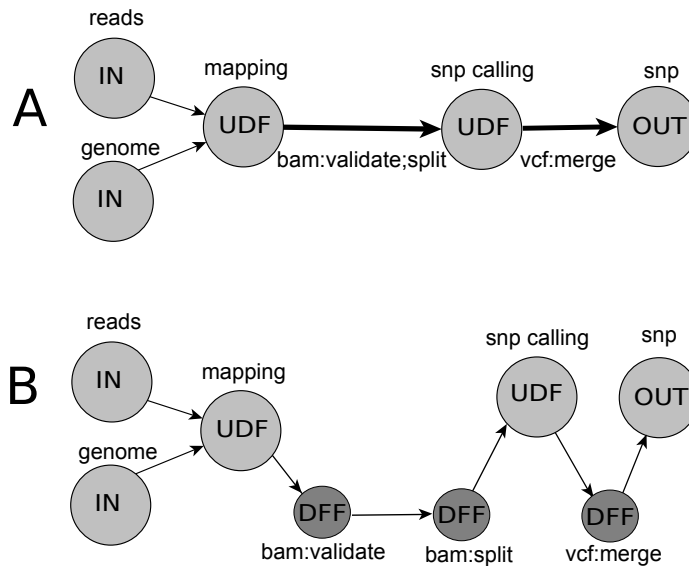 reads
IN
mapping
snp calling
snp
A
UDF
UDF
OUT
genome
bam:validate;split
vcf:merge
IN
reads
snp calling
snp
IN
mapping
B
UDF
OUT
UDF
genome
IN
DFF
DFF
DFF
bam:validate
bam:split
vcf:merge